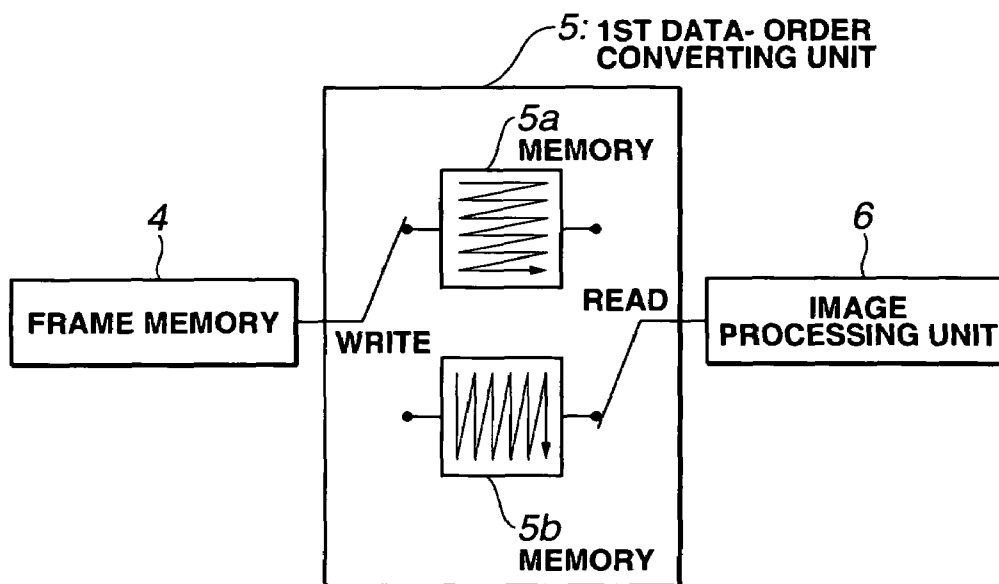 5: 1ST DATA- ORDER
CONVERTING UNIT
5a
MEMORY
4
FRAME MEMORY
WRITE
READ
6
IMAGE
PROCESSING UNIT
5b
MEMORY